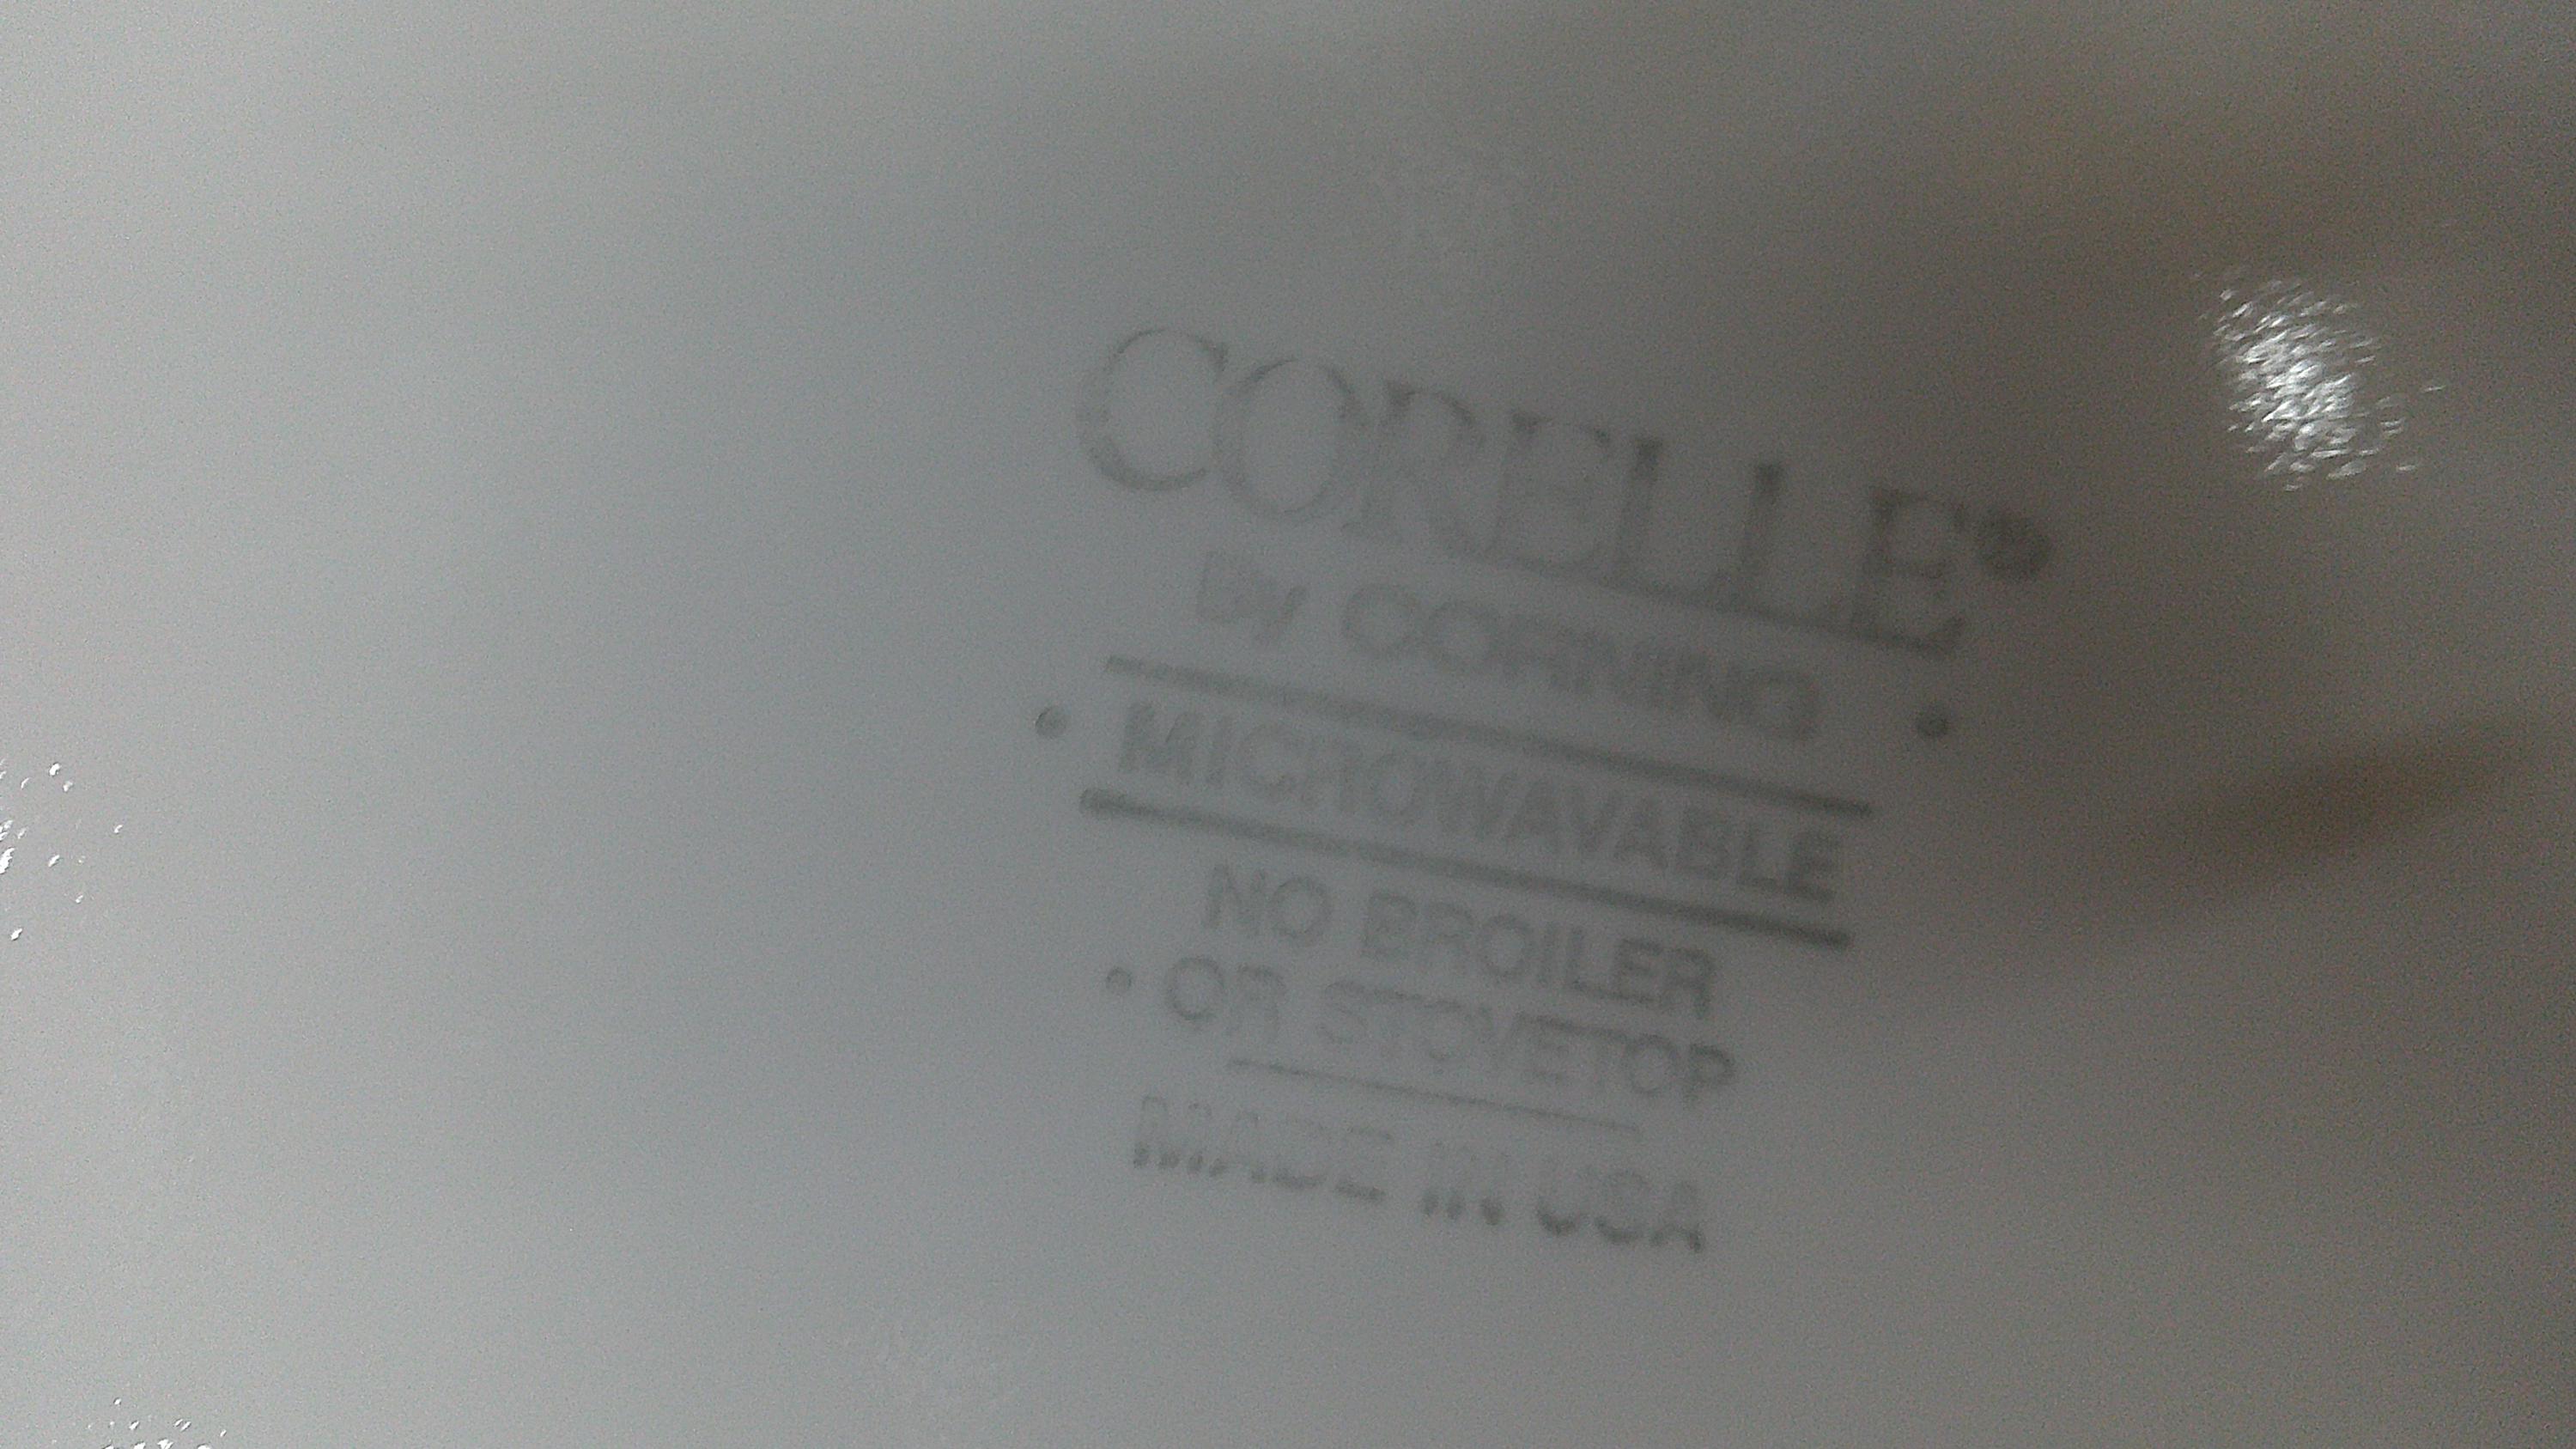 CORELLE®
by CORNING
MICROWAVABLE
NO BROILER
• OR STOVETOP
MADE IN USA